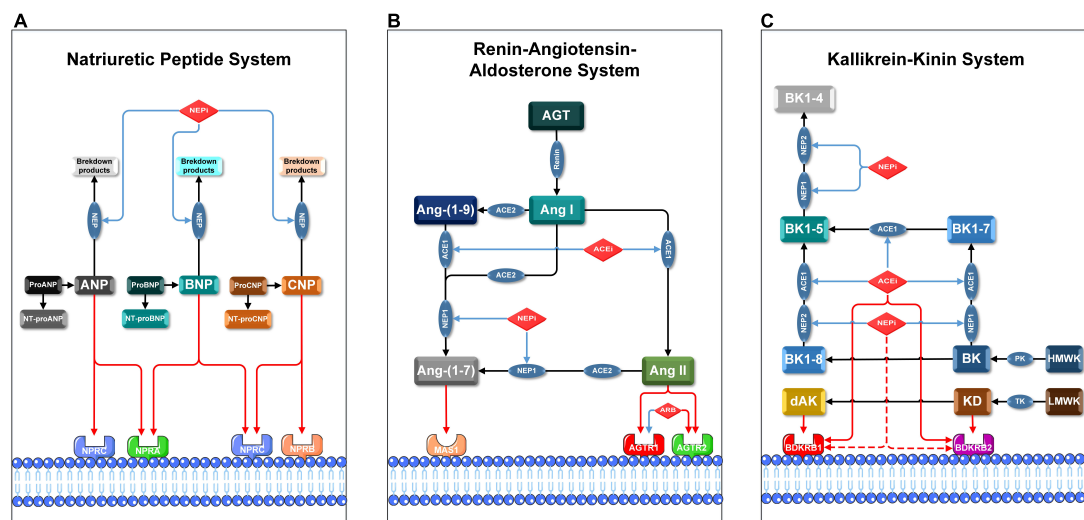 A
Natriuretic Peptide System
NEPi
Brekdown
products
Brekdown
products
Brekdown
products
NEP
NEP
NEP
ProANP
ANP
ProBNP
BNP
ProCNP
CNP
NT-proANP
NT-proBNP
NT-proCNP
NPRC
NPRA
NPRC
NPRB
B
Renin-Angiotensin-
Aldosterone System
AGT
Renin
Ang-(1-9)
ACE2
Ang I
ACE1
ACEi
ACE1
ACE2
NEP1
NEPi
Ang-(1-7)
NEP1
ACE2
Ang II
ARB
MAS1
AGTR1
AGTR2
C
Kallikrein-Kinin System
BK1-4
NEP2
NEPi
NEP1
BK1-5
ACE1
BK1-7
ACE1
ACEi
ACE1
NEP2
NEPi
NEP1
BK1-8
BK
PK
HMWK
dAK
KD
TK
LMWK
BDKRB1
BDKRB2